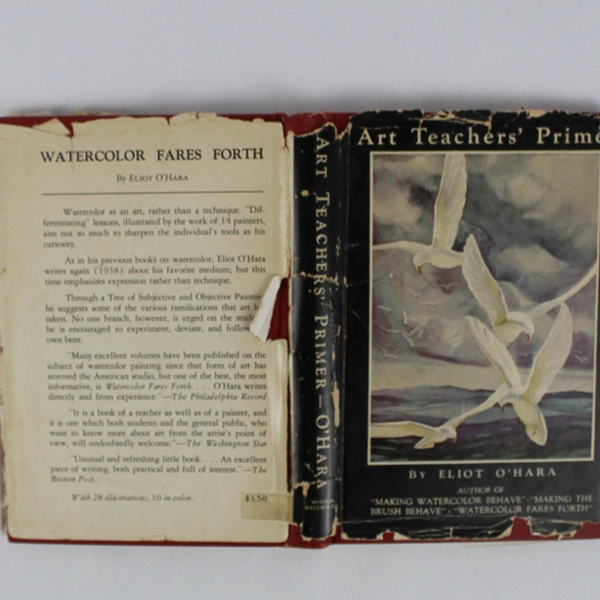 WATERCOLOR FARES FORTH
By ELIOT O'HARA
Watercolor as an art, rather than a technique. "Dif-
ferentiating" lessons, illustrated by the work of 14 painters,
aim not so much to sharpen the individual's tools as his
curiosity.
As in his previous books on watercolor, Eliot O'Hara
writes again (1938) about his favorite medium; but this
time emphasizes expression rather than technique.
Through a Tree of Subjective and Objective Paintin
he suggests some of the various ramifications that art
taken. No one branch, however, is urged on the stude
he is encouraged to experiment, deviate, and follow
own bent.
"Many excellent volumes have been published on the
subject of watercolor painting since that form of art has
stormed the American studio, but one of the best, the most
informative, is Watercolor Fares Forth. . . . O'Hara writes
directly and from experience."—The Philadelphia Record
"It is a book of a teacher as well as of a painter, and
it is one which both students and the general public, who
want to know more about art from the artist's point of
view, will undoubtedly welcome."—The Washington Star
"Unusual and refreshing little book. . . . An excellent
piece of writing, both practical and full of interest."—The
Boston Post.
With 28 illustrations, 10 in color.
$3.50
ART TEACHERS' PRIMER — O'HARA
MINTON
BALCH
Art Teachers' Prime
BY ELIOT O'HARA
AUTHOR OF
"MAKING WATERCOLOR BEHAVE" - "MAKING THE
BRUSH BEHAVE" - "WATERCOLOR FARES FORTH"